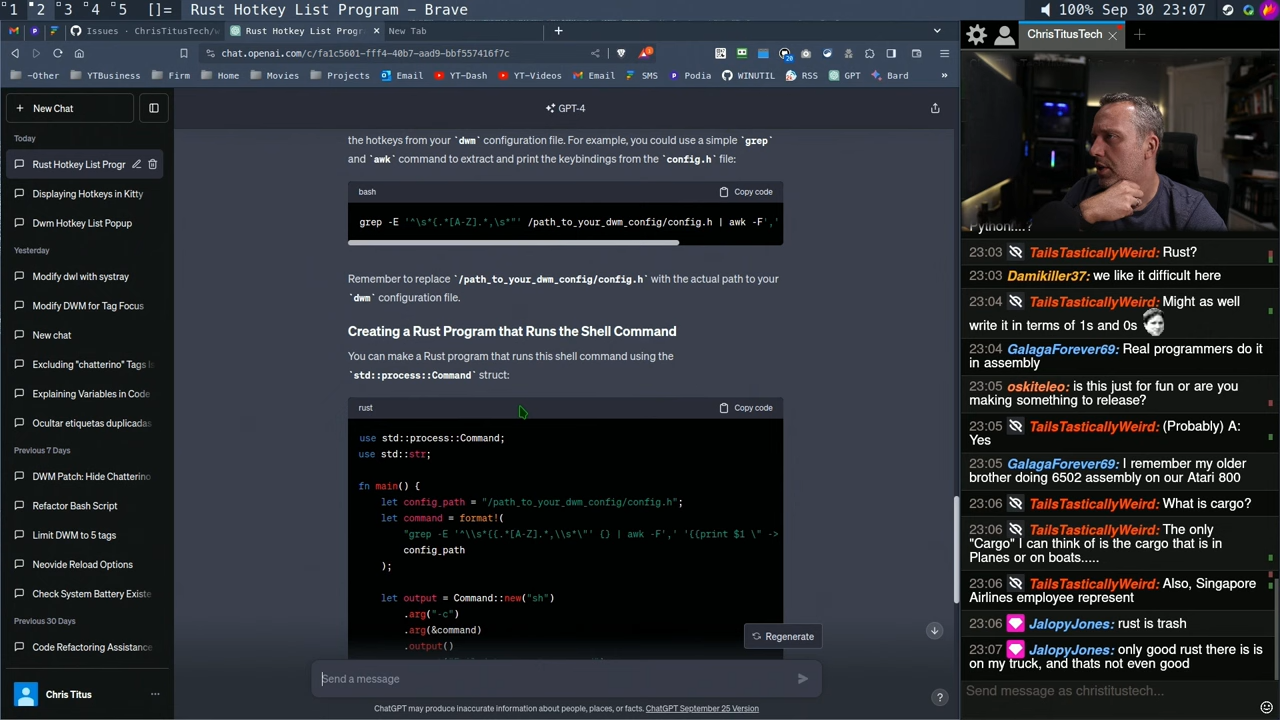 1 2 3 4 5 []= Rust Hotkey List Program – Brave 100% Sep 30 23:07
Issues · ChrisTitusTech/w Rust Hotkey List Progr × New Tab +
chat.openai.com/c/fa1c5601-fff4-40b7-aad9-bbf557416f7c
-Other YTBusiness Firm Home Movies Projects Email YT-Dash YT-Videos Email SMS Podia WINUTIL RSS GPT Bard
New Chat
Today
Rust Hotkey List Progr
Displaying Hotkeys in Kitty
Dwm Hotkey List Popup
Yesterday
Modify dwl with systray
Modify DWM for Tag Focus
New chat
Excluding "chatterino" Tags i
Explaining Variables in Code
Ocultar etiquetas duplicadas
Previous 7 Days
DWM Patch: Hide Chatterino
Refactor Bash Script
Limit DWM to 5 tags
Neovide Reload Options
Check System Battery Existe
Previous 30 Days
Code Refactoring Assistance
Chris Titus
GPT-4
the hotkeys from your `dwm` configuration file. For example, you could use a simple `grep`
and `awk` command to extract and print the keybindings from the `config.h` file:
bash Copy code
grep -E '^\s*{.*[A-Z].*,\s*"' /path_to_your_dwm_config/config.h | awk -F','
Remember to replace `/path_to_your_dwm_config/config.h` with the actual path to your
`dwm` configuration file.
Creating a Rust Program that Runs the Shell Command
You can make a Rust program that runs this shell command using the
`std::process::Command` struct:
rust Copy code
use std::process::Command;
use std::str;
fn main() {
let config_path = "/path_to_your_dwm_config/config.h";
let command = format!(
"grep -E '^\\s*{{.*[A-Z].*,\\s*\"' {} | awk -F',' '{{print $1 \" ->
config_path
);
let output = Command::new("sh")
.arg("-c")
.arg(&command)
.output()
Regenerate
Send a message
ChatGPT may produce inaccurate information about people, places, or facts. ChatGPT September 25 Version
?
ChrisTitusTech × +
Python!...?
23:03 TailsTasticallyWeird: Rust?
23:03 Damikiller37: we like it difficult here
23:04 TailsTasticallyWeird: Might as well
write it in terms of 1s and 0s
23:04 GalagaForever69: Real programmers do it
in assembly
23:05 oskiteleo: is this just for fun or are you
making something to release?
23:05 TailsTasticallyWeird: (Probably) A:
Yes
23:05 GalagaForever69: I remember my older
brother doing 6502 assembly on our Atari 800
23:06 TailsTasticallyWeird: What is cargo?
23:06 TailsTasticallyWeird: The only
"Cargo" I can think of is the cargo that is in
Planes or on boats.....
23:06 TailsTasticallyWeird: Also, Singapore
Airlines employee represent
23:06 JalopyJones: rust is trash
23:07 JalopyJones: only good rust there is is
on my truck, and thats not even good
Send message as christitustech...